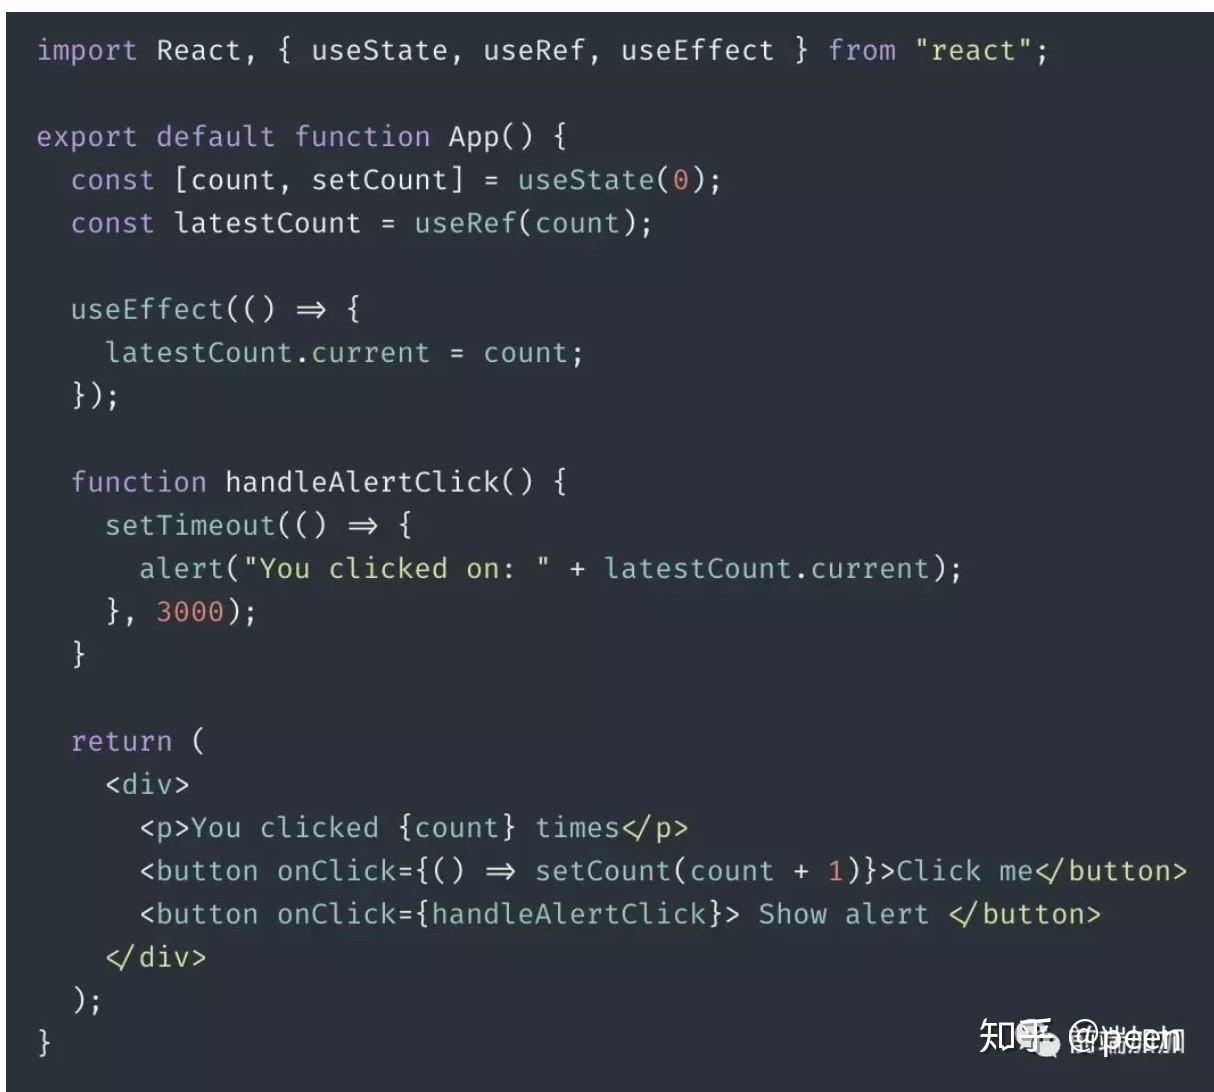 import React, { useState, useRef, useEffect } from "react";
export default function App() {
const [count, setCount] = useState(0);
const latestCount = useRef(count);
useEffect(() => {
latestCount.current = count;
});
function handleAlertClick() {
setTimeout(() => {
alert("You clicked on: " + latestCount.current);
}, 3000);
}
return (
<div>
<p>You clicked {count} times</p>
<button onClick={() => setCount(count + 1)}>Click me</button>
<button onClick={handleAlertClick}> Show alert </button>
</div>
);
}
知乎 @peen